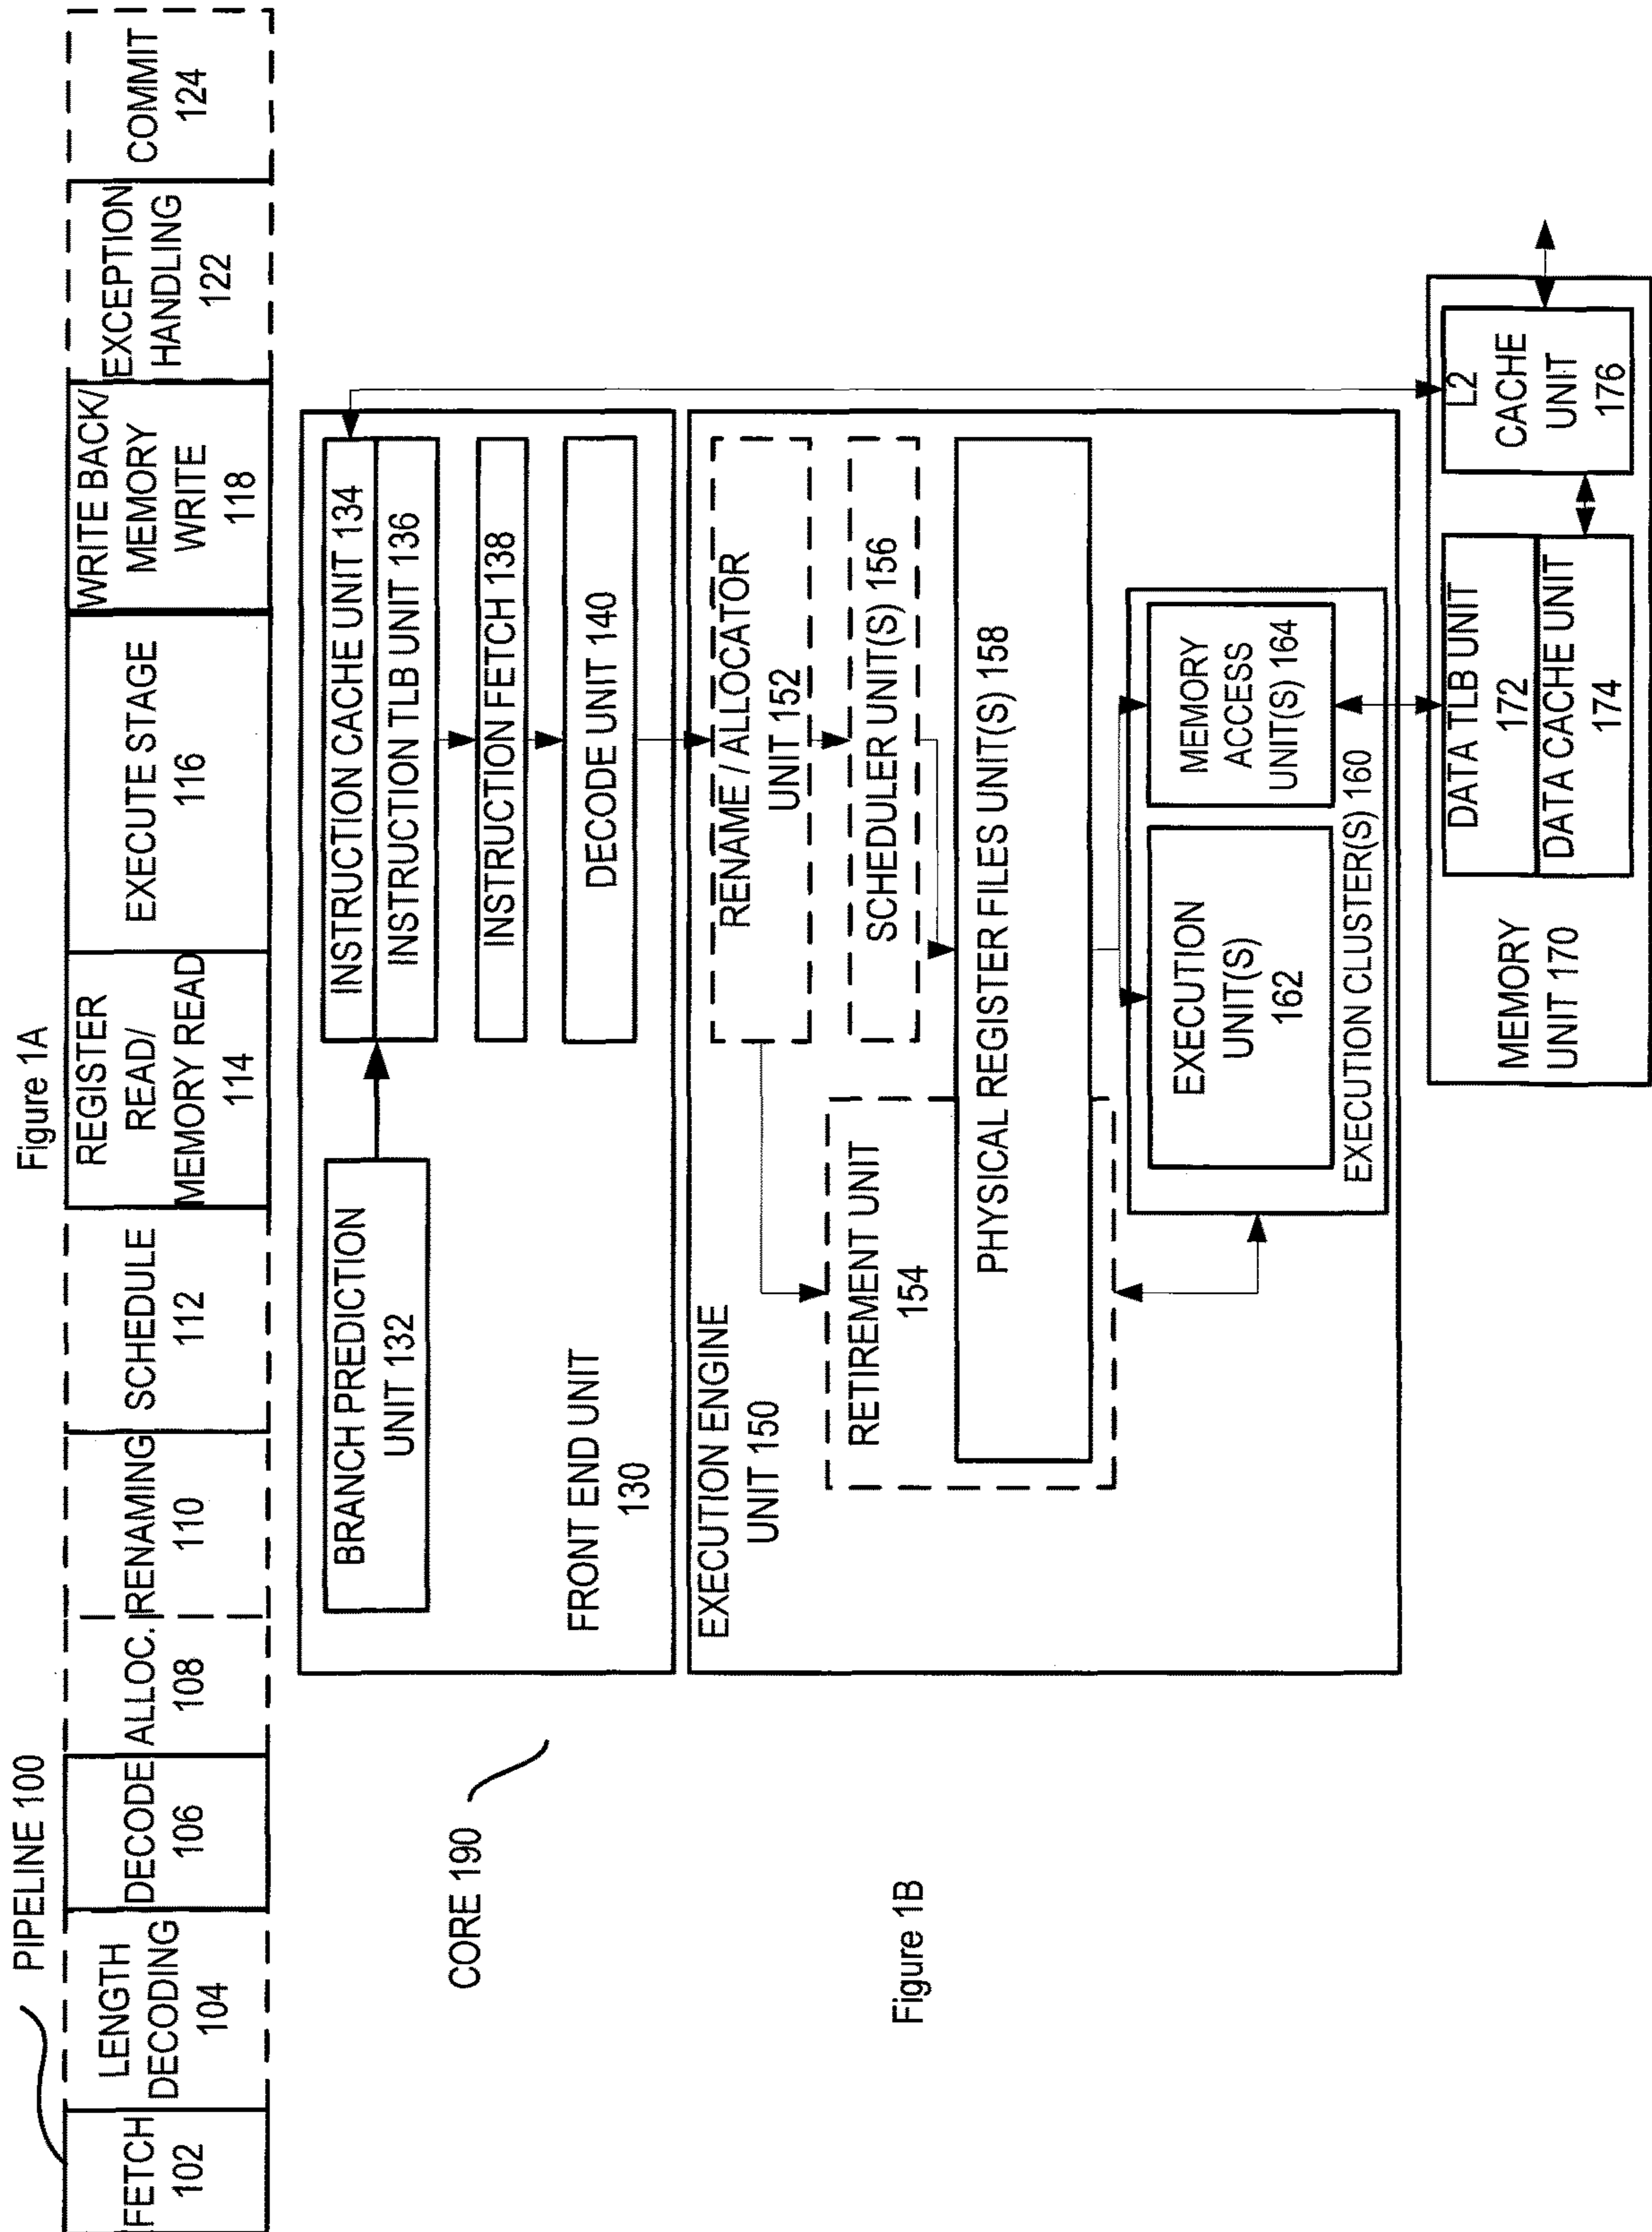 Figure 1A
PIPELINE 100
FETCH
102
LENGTH
DECODING
104
DECODE
106
ALLOC.
108
RENAMING
110
SCHEDULE
112
REGISTER
READ/
MEMORY READ
114
EXECUTE STAGE
116
WRITE BACK/
MEMORY
WRITE
118
EXCEPTION
HANDLING
122
COMMIT
124
CORE 190
BRANCH PREDICTION
UNIT 132
INSTRUCTION CACHE UNIT 134
INSTRUCTION TLB UNIT 136
INSTRUCTION FETCH 138
DECODE UNIT 140
FRONT END UNIT
130
EXECUTION ENGINE
UNIT 150
RENAME / ALLOCATOR
UNIT 152
SCHEDULER UNIT(S) 156
RETIREMENT UNIT
154
PHYSICAL REGISTER FILES UNIT(S) 158
EXECUTION
UNIT(S)
162
MEMORY
ACCESS
UNIT(S) 164
EXECUTION CLUSTER(S) 160
MEMORY
UNIT 170
DATA TLB UNIT
172
DATA CACHE UNIT
174
L2
CACHE
UNIT
176
Figure 1B